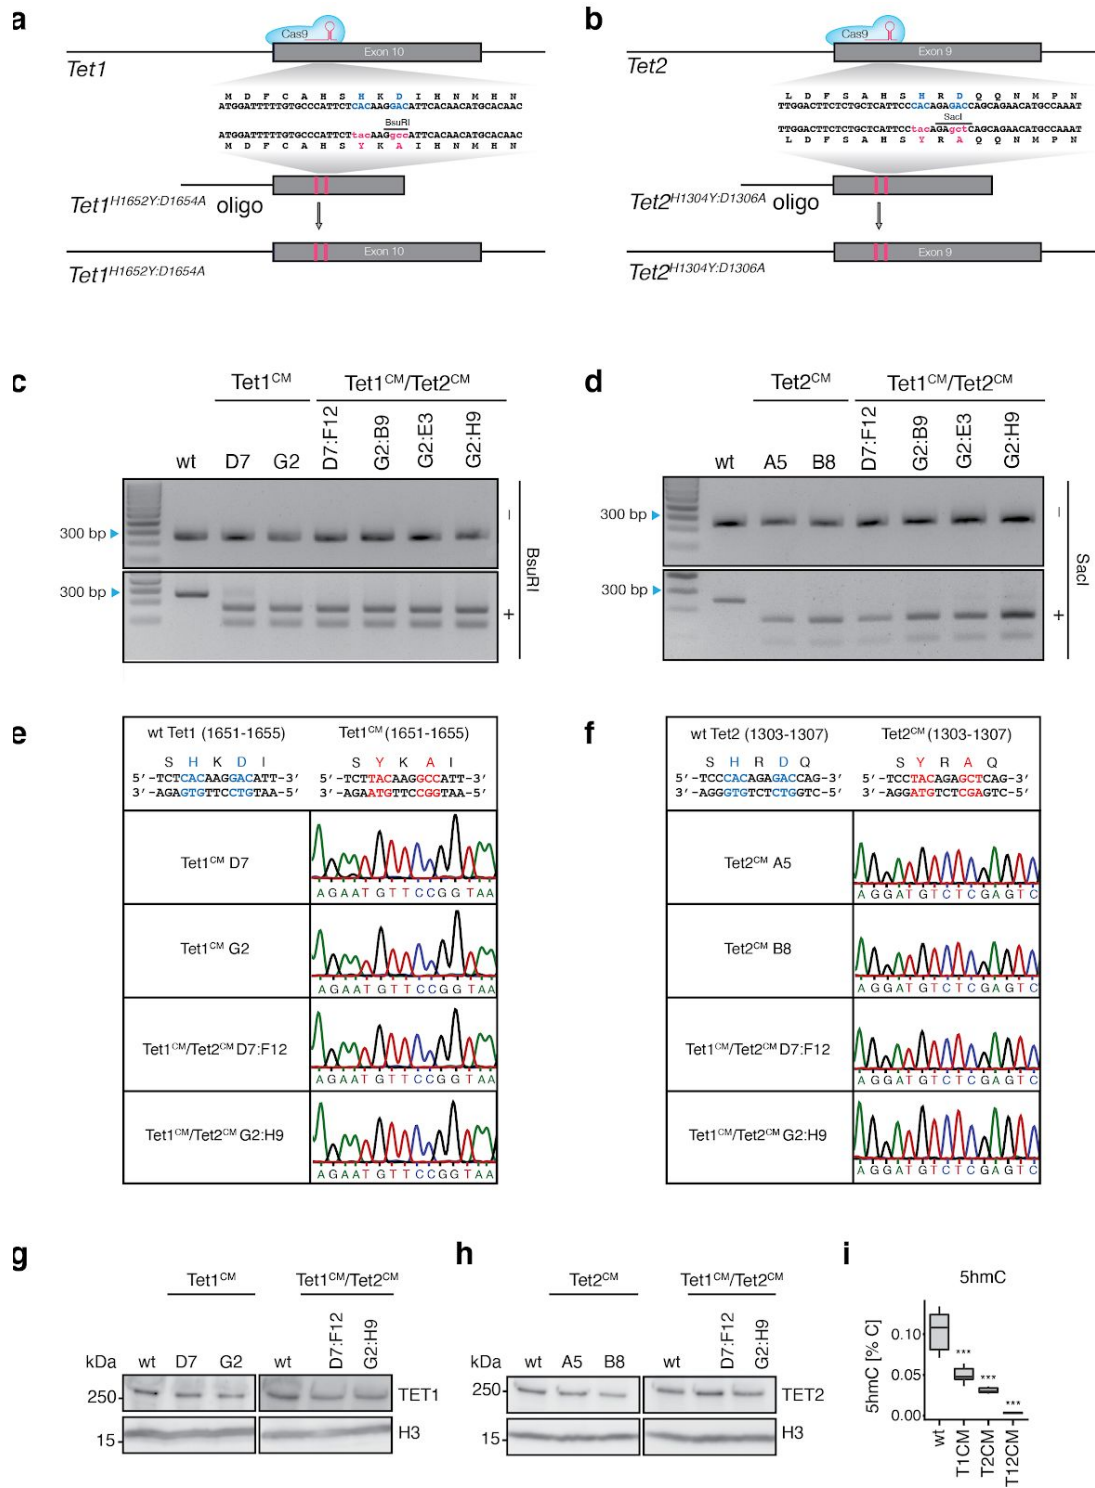 a
Cas9
Exon 10
Tet1
M D F C A H S H K D I H N M H N
ATGGATTTTTGTGCCCATTCTCACAAGGACATTCACAACATGCACAAC
BsuRI
ATGGATTTTTGTGCCCATTCTtacAAGgccATTCACAACATGCACAAC
M D F C A H S Y K A I H N M H N
Tet1H1652Y:D1654A oligo
Exon 10
Tet1H1652Y:D1654A
b
Cas9
Exon 9
Tet2
L D F S A H S H R D Q Q N M P N
TTGGACTTCTCTGCTCATTCCCACAGAGACCAGCAGAACATGCCAAAT
SacI
TTGGACTTCTCTGCTCATTCCtacAGAgctCAGCAGAACATGCCAAAT
L D F S A H S Y R A Q Q N M P N
Tet2H1304Y:D1306A oligo
Exon 9
Tet2H1304Y:D1306A
c
Tet1CM Tet1CM/Tet2CM
wt D7 G2 D7:F12 G2:B9 G2:E3 G2:H9
300 bp –
300 bp +
BsuRI
d
Tet2CM Tet1CM/Tet2CM
wt A5 B8 D7:F12 G2:B9 G2:E3 G2:H9
300 bp –
300 bp +
SacI
e
wt Tet1 (1651-1655) Tet1CM (1651-1655)
S H K D I S Y K A I
5’-TCTCACAAGGACATT-3’ 5’-TCTTACAAGGCCATT-3’
3’-AGAGTGTTCCTGTAA-5’ 3’-AGAATGTTCCGGTAA-5’
Tet1CM D7
AGAATGTTCCGGTAA
Tet1CM G2
AGAATGTTCCGGTAA
Tet1CM/Tet2CM D7:F12
AGAATGTTCCGGTAA
Tet1CM/Tet2CM G2:H9
AGAATGTTCCGGTAA
f
wt Tet2 (1303-1307) Tet2CM (1303-1307)
S H R D Q S Y R A Q
5’-TCCCACAGAGACCAG-3’ 5’-TCCTACAGAGCTCAG-3’
3’-AGGGTGTCTCTGGTC-5’ 3’-AGGATGTCTCGAGTC-5’
Tet2CM A5
AGGATGTCTCGAGTC
Tet2CM B8
AGGATGTCTCGAGTC
Tet1CM/Tet2CM D7:F12
AGGATGTCTCGAGTC
Tet1CM/Tet2CM G2:H9
AGGATGTCTCGAGTC
g
Tet1CM Tet1CM/Tet2CM
kDa wt D7 G2 wt D7:F12 G2:H9
250 TET1
15 H3
h
Tet2CM Tet1CM/Tet2CM
kDa wt A5 B8 wt D7:F12 G2:H9
250 TET2
15 H3
i
5hmC
5hmC [% C]
0.10
0.05
0.00
***
***
***
wt T1CM T2CM T12CM